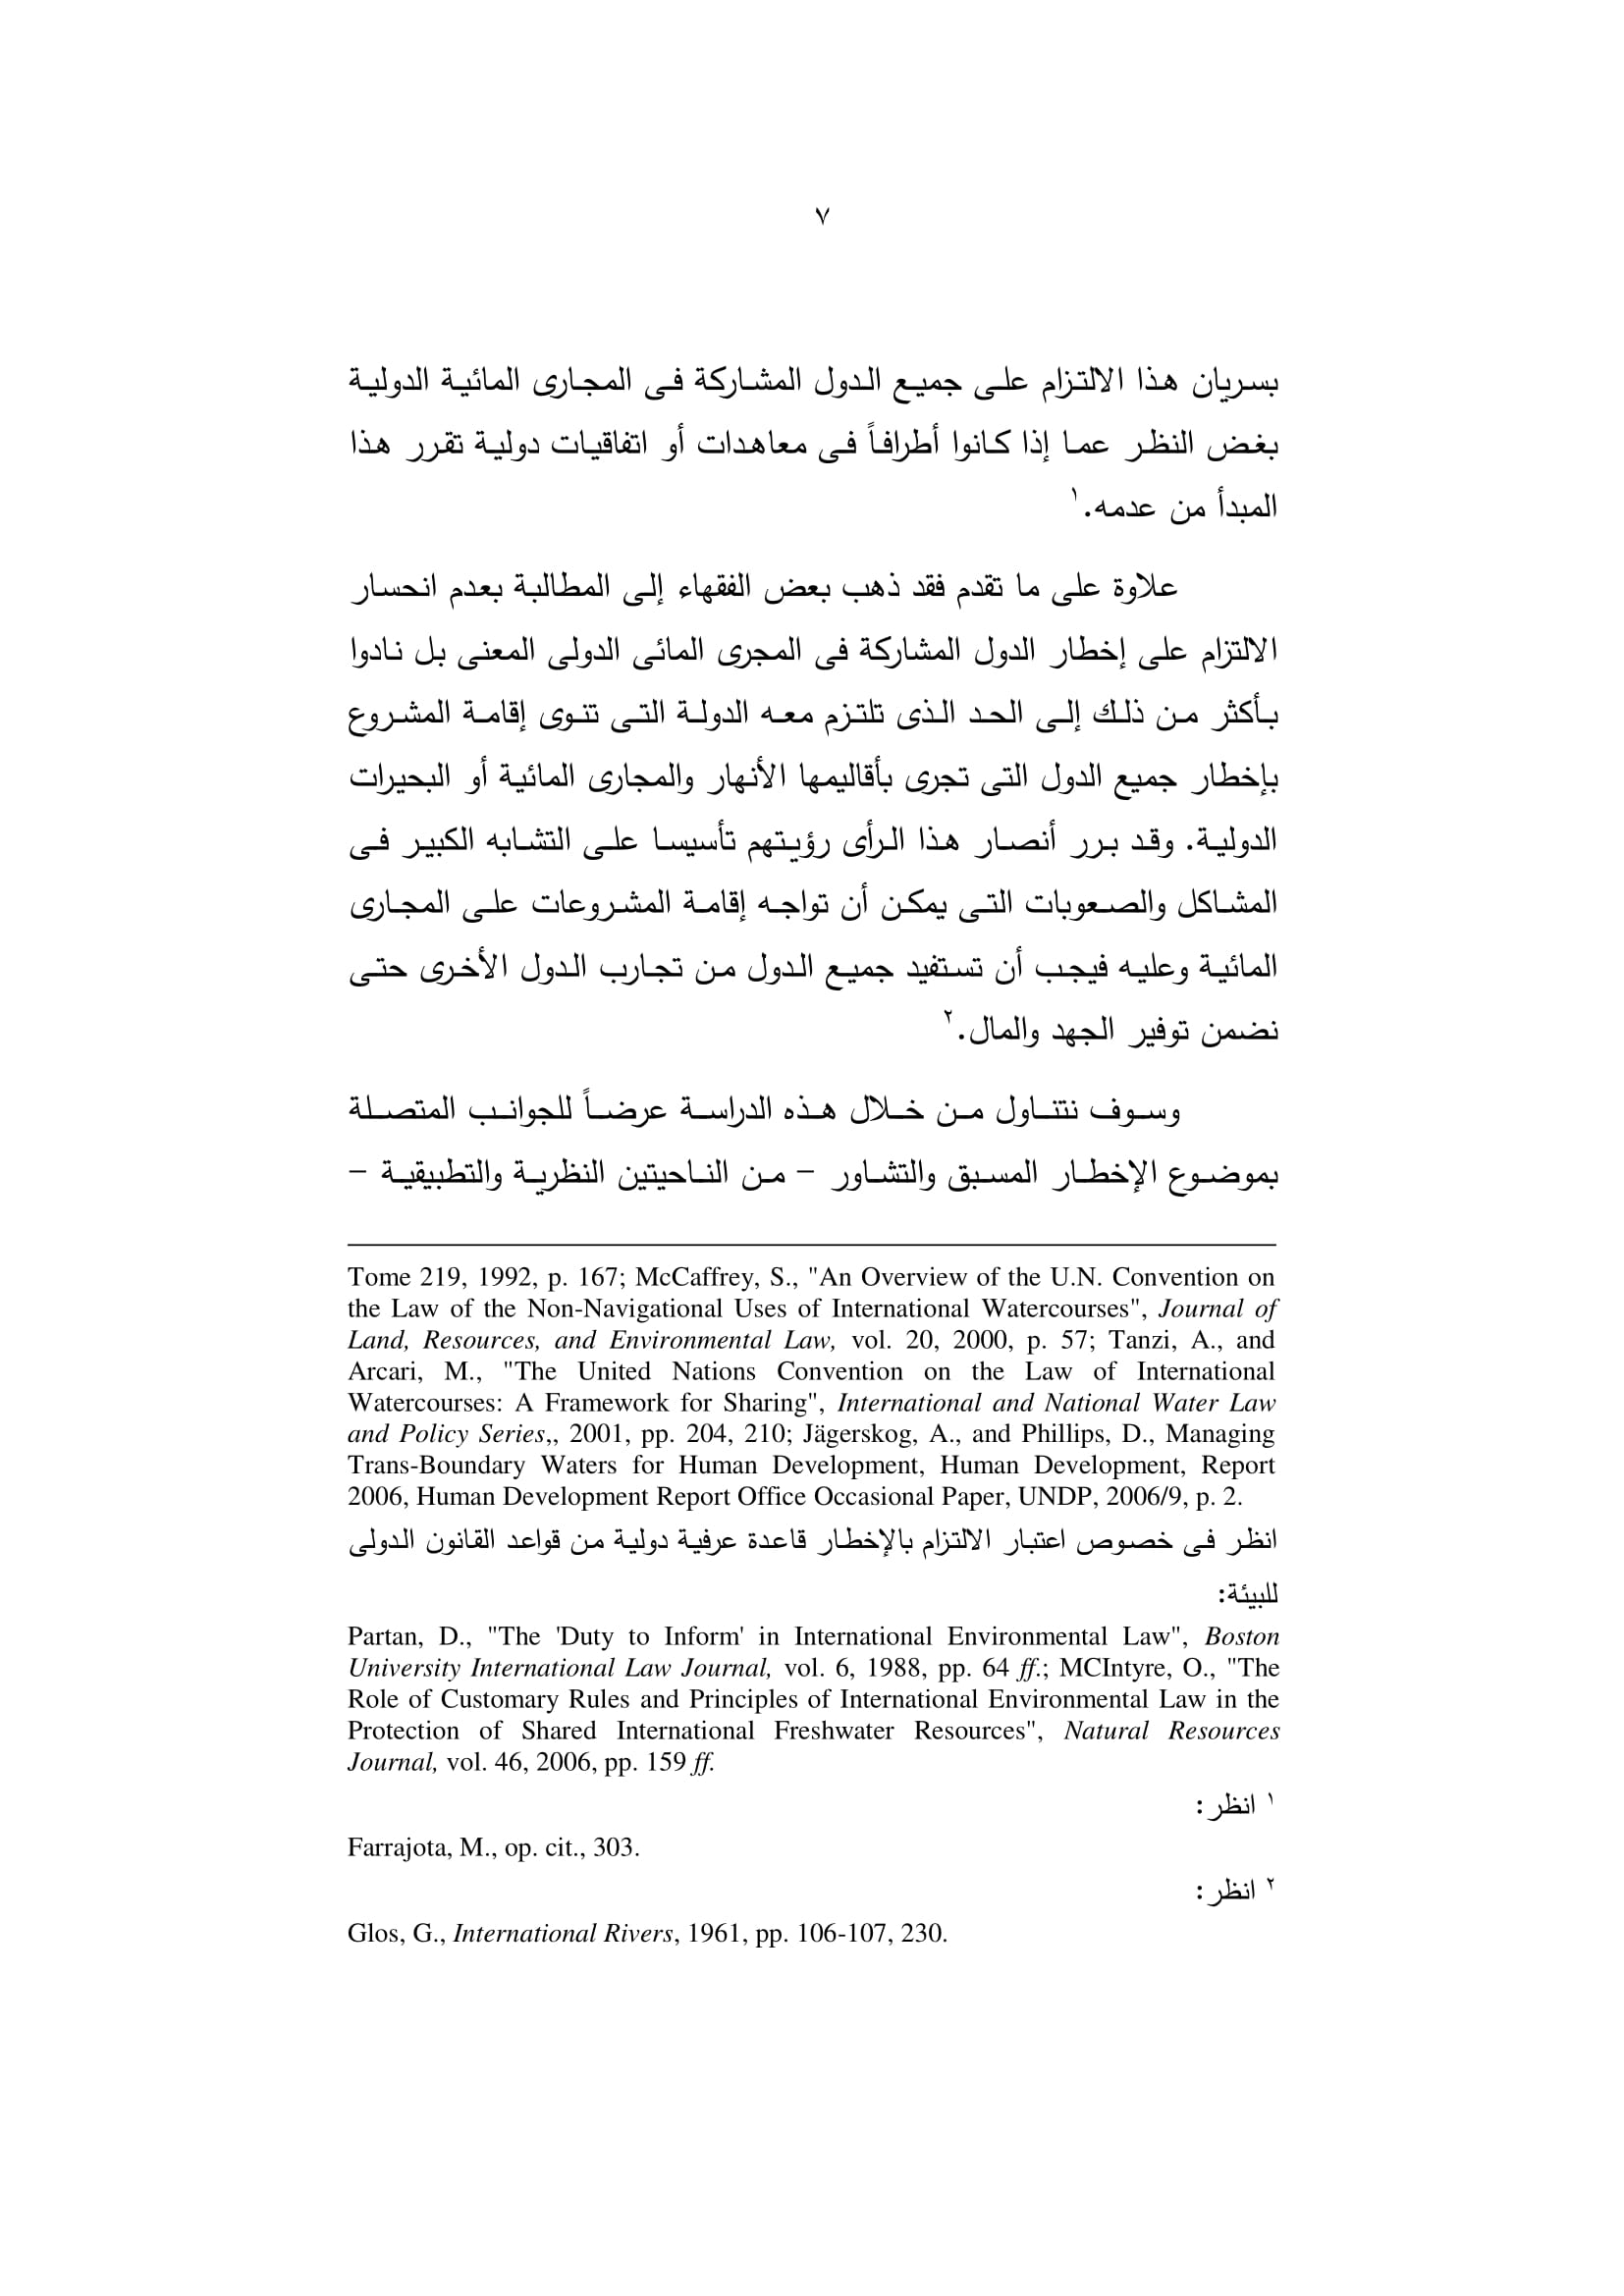 ٧
بسريان هذا الالتزام على جميع الدول المشاركة فى المجارى المائية الدولية
بغض النظر عما إذا كانوا أطرافاً فى معاهدات أو اتفاقيات دولية تقرر هذا
المبدأ من عدمه.١
علاوة على ما تقدم فقد ذهب بعض الفقهاء إلى المطالبة بعدم انحسار
الالتزام على إخطار الدول المشاركة فى المجرى المائى الدولى المعنى بل نادوا
بأكثر من ذلك إلى الحد الذى تلتزم معه الدولة التى تنوى إقامة المشروع
بإخطار جميع الدول التى تجرى بأقاليمها الأنهار والمجارى المائية أو البحيرات
الدولية. وقد برر أنصار هذا الرأى رؤيتهم تأسيسا على التشابه الكبير فى
المشاكل والصعوبات التى يمكن أن تواجه إقامة المشروعات على المجارى
المائية وعليه فيجب أن تستفيد جميع الدول من تجارب الدول الأخرى حتى
نضمن توفير الجهد والمال.٢
وسوف نتناول من خلال هذه الدراسة عرضاً للجوانب المتصلة
بموضوع الإخطار المسبق والتشاور – من الناحيتين النظرية والتطبيقية –
Tome 219, 1992, p. 167; McCaffrey, S., "An Overview of the U.N. Convention on
the Law of the Non-Navigational Uses of International Watercourses", Journal of
Land, Resources, and Environmental Law, vol. 20, 2000, p. 57; Tanzi, A., and
Arcari, M., "The United Nations Convention on the Law of International
Watercourses: A Framework for Sharing", International and National Water Law
and Policy Series,, 2001, pp. 204, 210; Jägerskog, A., and Phillips, D., Managing
Trans-Boundary Waters for Human Development, Human Development, Report
2006, Human Development Report Office Occasional Paper, UNDP, 2006/9, p. 2.
انظر فى خصوص اعتبار الالتزام بالإخطار قاعدة عرفية دولية من قواعد القانون الدولى
للبيئة:
Partan, D., "The 'Duty to Inform' in International Environmental Law", Boston
University International Law Journal, vol. 6, 1988, pp. 64 ff.; MCIntyre, O., "The
Role of Customary Rules and Principles of International Environmental Law in the
Protection of Shared International Freshwater Resources", Natural Resources
Journal, vol. 46, 2006, pp. 159 ff.
١ انظر:
Farrajota, M., op. cit., 303.
٢ انظر:
Glos, G., International Rivers, 1961, pp. 106-107, 230.